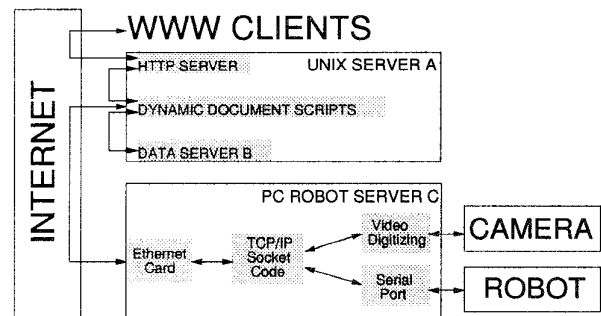 WWW CLIENTS
INTERNET
UNIX SERVER A
HTTP SERVER
DYNAMIC DOCUMENT SCRIPTS
DATA SERVER B
PC ROBOT SERVER C
Ethernet
Card
TCP/IP
Socket
Code
Video
Digitizing
Serial
Port
CAMERA
ROBOT